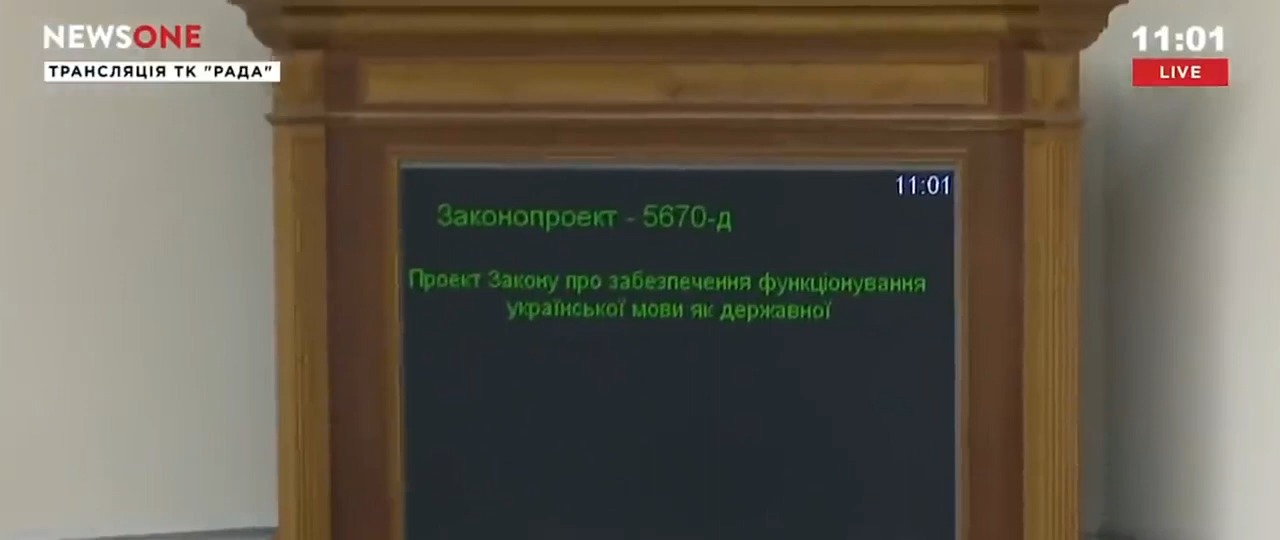 NEWSONE
ТРАНСЛЯЦІЯ ТК "РАДА"
11:01
LIVE
11:01
Законопроект - 5670-д
Проект Закону про забезпечення функціонування
української мови як державної